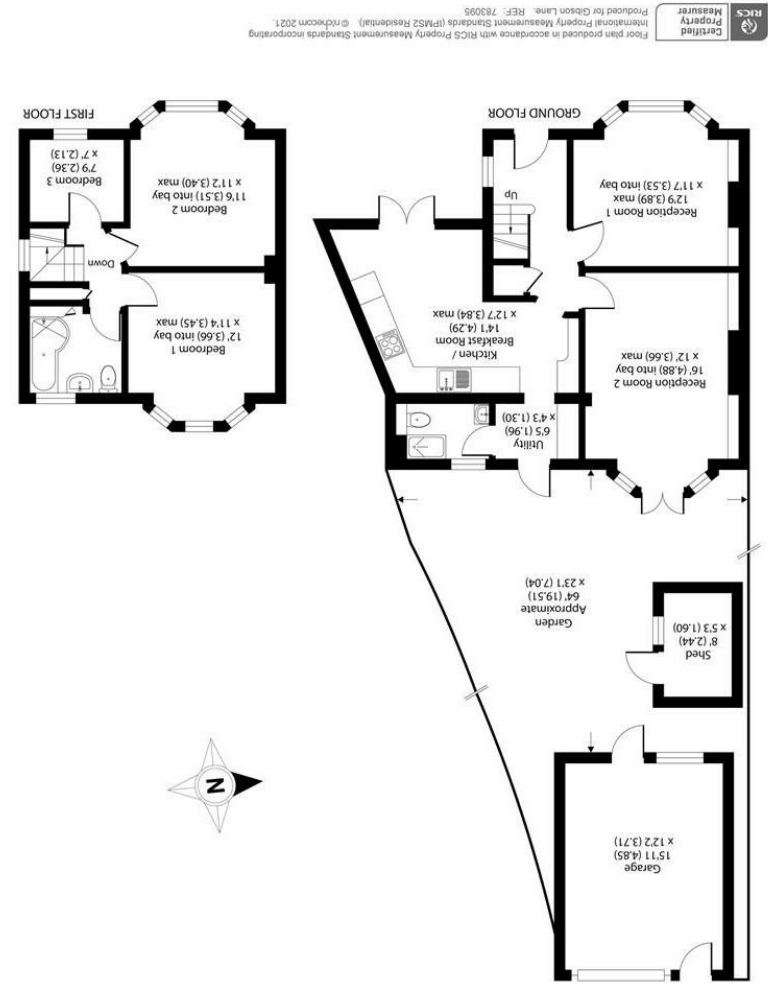 Garage
15'11 (4.85)
x 12'2 (3.71)
Shed
8' (2.44)
x 5'3 (1.60)
Garden
Approximate
64' (19.51)
x 23'1 (7.04)
N
Reception Room 2
16' (4.88) into bay
x 12' (3.66) max
Utility
6'5 (1.96)
x 4'3 (1.30)
Kitchen /
Breakfast Room
14'1 (4.29)
x 12'7 (3.84) max
Reception Room 1
12'9 (3.89) max
x 11'7 (3.53) into bay
Up
GROUND FLOOR
Bedroom 1
12' (3.66) into bay
x 11'4 (3.45) max
Down
Bedroom 2
11'6 (3.51) into bay
x 11'2 (3.40) max
Bedroom 3
7'9 (2.36)
x 7' (2.13)
FIRST FLOOR
Certified
Property
Measurer
RICS
Floor plan produced in accordance with RICS Property Measurement Standards incorporating
International Property Measurement Standards (IPMS2 Residential). ©nichecom 2021.
Produced for Gibson Lane. REF: 783095